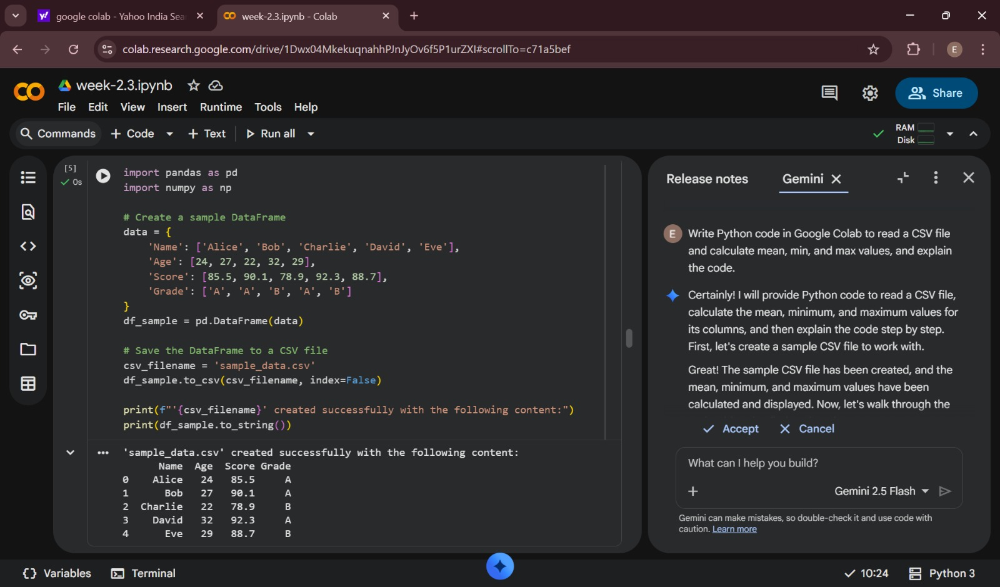 google colab - Yahoo India Sea
week-2.3.ipynb - Colab
colab.research.google.com/drive/1Dwx04MkekuqnahhPJnJyOv6f5P1urZXI#scrollTo=c71a5bef
E
week-2.3.ipynb
File Edit View Insert Runtime Tools Help
Share
Commands + Code + Text Run all
RAM
Disk
[5]
0s
import pandas as pd
import numpy as np
# Create a sample DataFrame
data = {
'Name': ['Alice', 'Bob', 'Charlie', 'David', 'Eve'],
'Age': [24, 27, 22, 32, 29],
'Score': [85.5, 90.1, 78.9, 92.3, 88.7],
'Grade': ['A', 'A', 'B', 'A', 'B']
}
df_sample = pd.DataFrame(data)
# Save the DataFrame to a CSV file
csv_filename = 'sample_data.csv'
df_sample.to_csv(csv_filename, index=False)
print(f"'{csv_filename}' created successfully with the following content:")
print(df_sample.to_string())
'sample_data.csv' created successfully with the following content:
Name Age Score Grade
0 Alice 24 85.5 A
1 Bob 27 90.1 A
2 Charlie 22 78.9 B
3 David 32 92.3 A
4 Eve 29 88.7 B
Release notes
Gemini
E
Write Python code in Google Colab to read a CSV file
and calculate mean, min, and max values, and explain
the code.
Certainly! I will provide Python code to read a CSV file,
calculate the mean, minimum, and maximum values for
its columns, and then explain the code step by step.
First, let's create a sample CSV file to work with.
Great! The sample CSV file has been created, and the
mean, minimum, and maximum values have been
calculated and displayed. Now, let's walk through the
Accept Cancel
What can I help you build?
Gemini 2.5 Flash
Gemini can make mistakes, so double-check it and use code with
caution. Learn more
Variables Terminal
10:24 Python 3